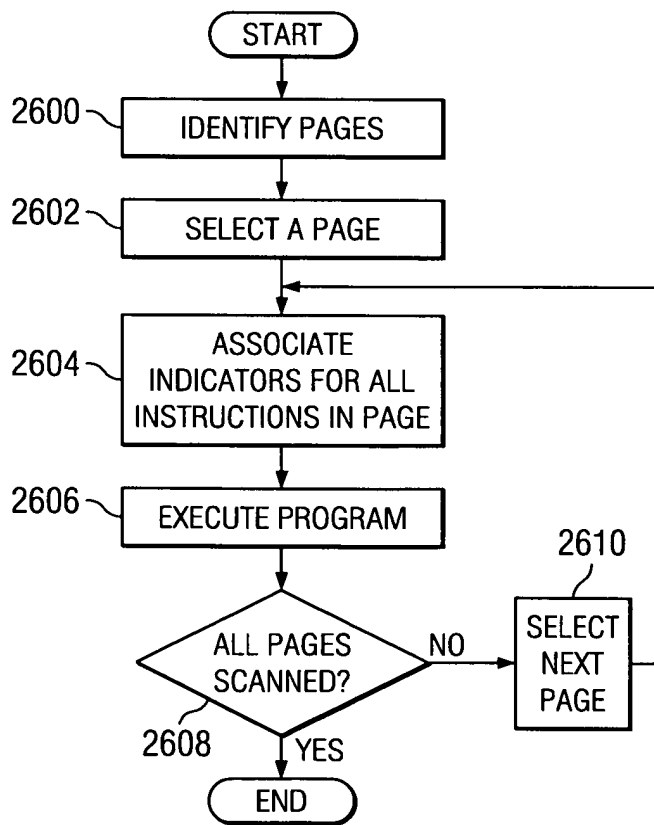 START
2600
IDENTIFY PAGES
2602
SELECT A PAGE
2604
ASSOCIATE
INDICATORS FOR ALL
INSTRUCTIONS IN PAGE
2606
EXECUTE PROGRAM
2610
ALL PAGES
SCANNED?
NO
SELECT
NEXT
PAGE
2608
YES
END